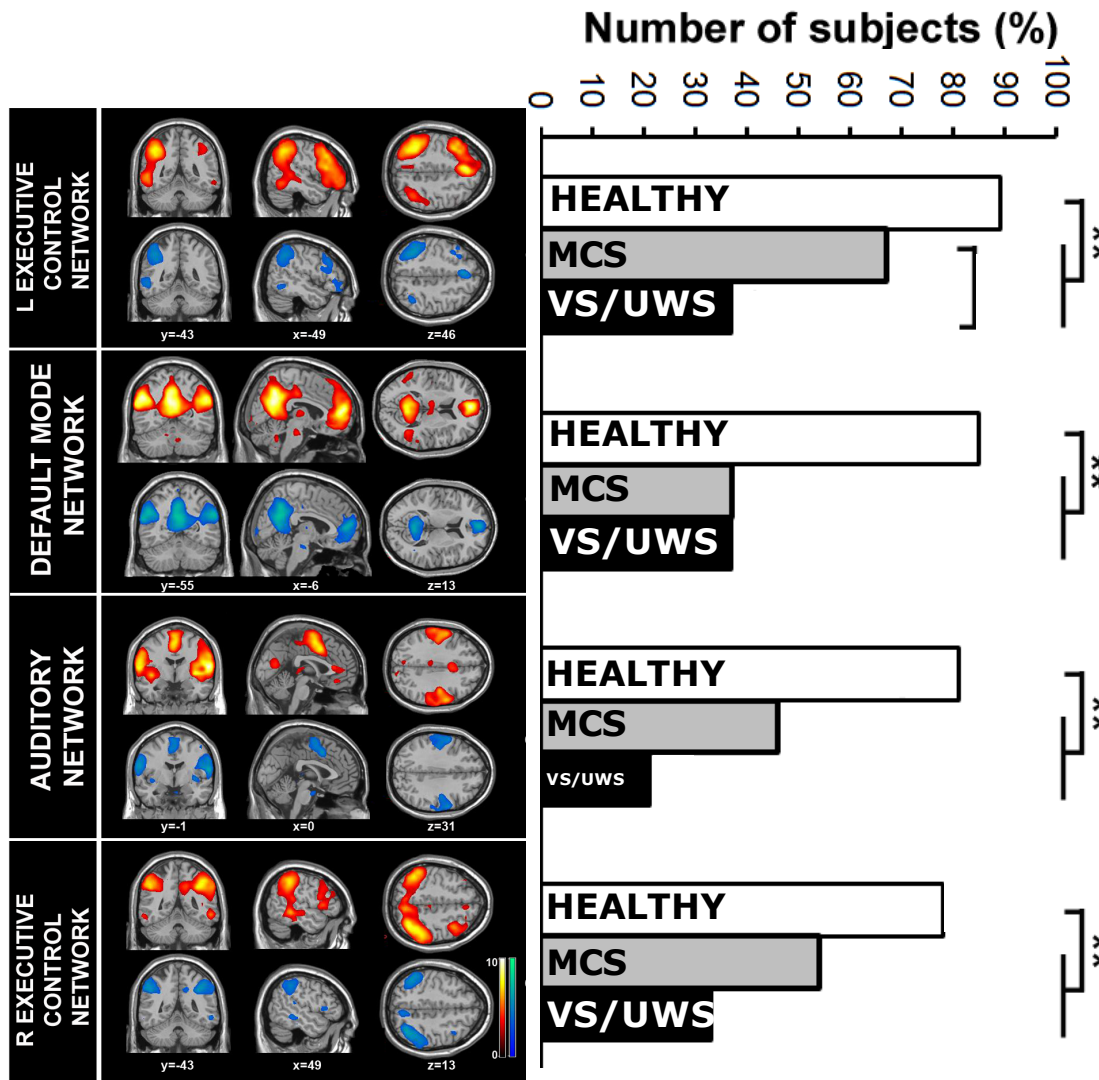 Number of subjects (%)
0 10 20 30 40 50 60 70 80 90 100
L EXECUTIVE
CONTROL
NETWORK
y=-43 x=-49 z=46
HEALTHY
MCS
VS/UWS
**
DEFAULT MODE
NETWORK
y=-55 x=-6 z=13
HEALTHY
MCS
VS/UWS
**
AUDITORY
NETWORK
y=-1 x=0 z=31
HEALTHY
MCS
VS/UWS
**
R EXECUTIVE
CONTROL
NETWORK
10
0
y=-43 x=49 z=13
HEALTHY
MCS
VS/UWS
**